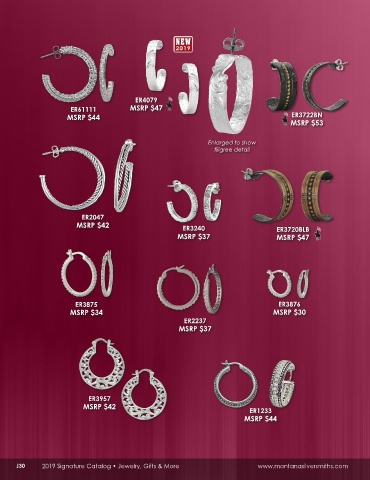 NEW
2019
ER61111
MSRP $44
ER4079
MSRP $47
ER3722BN
MSRP $53
Enlarged to show
filigree detail
ER2047
MSRP $42
ER3240
MSRP $37
ER3720BLB
MSRP $47
ER3875
MSRP $34
ER2237
MSRP $37
ER3876
MSRP $30
ER3957
MSRP $42
ER1233
MSRP $44
J30 2019 Signature Catalog • Jewelry, Gifts & More www.montanasilversmiths.com